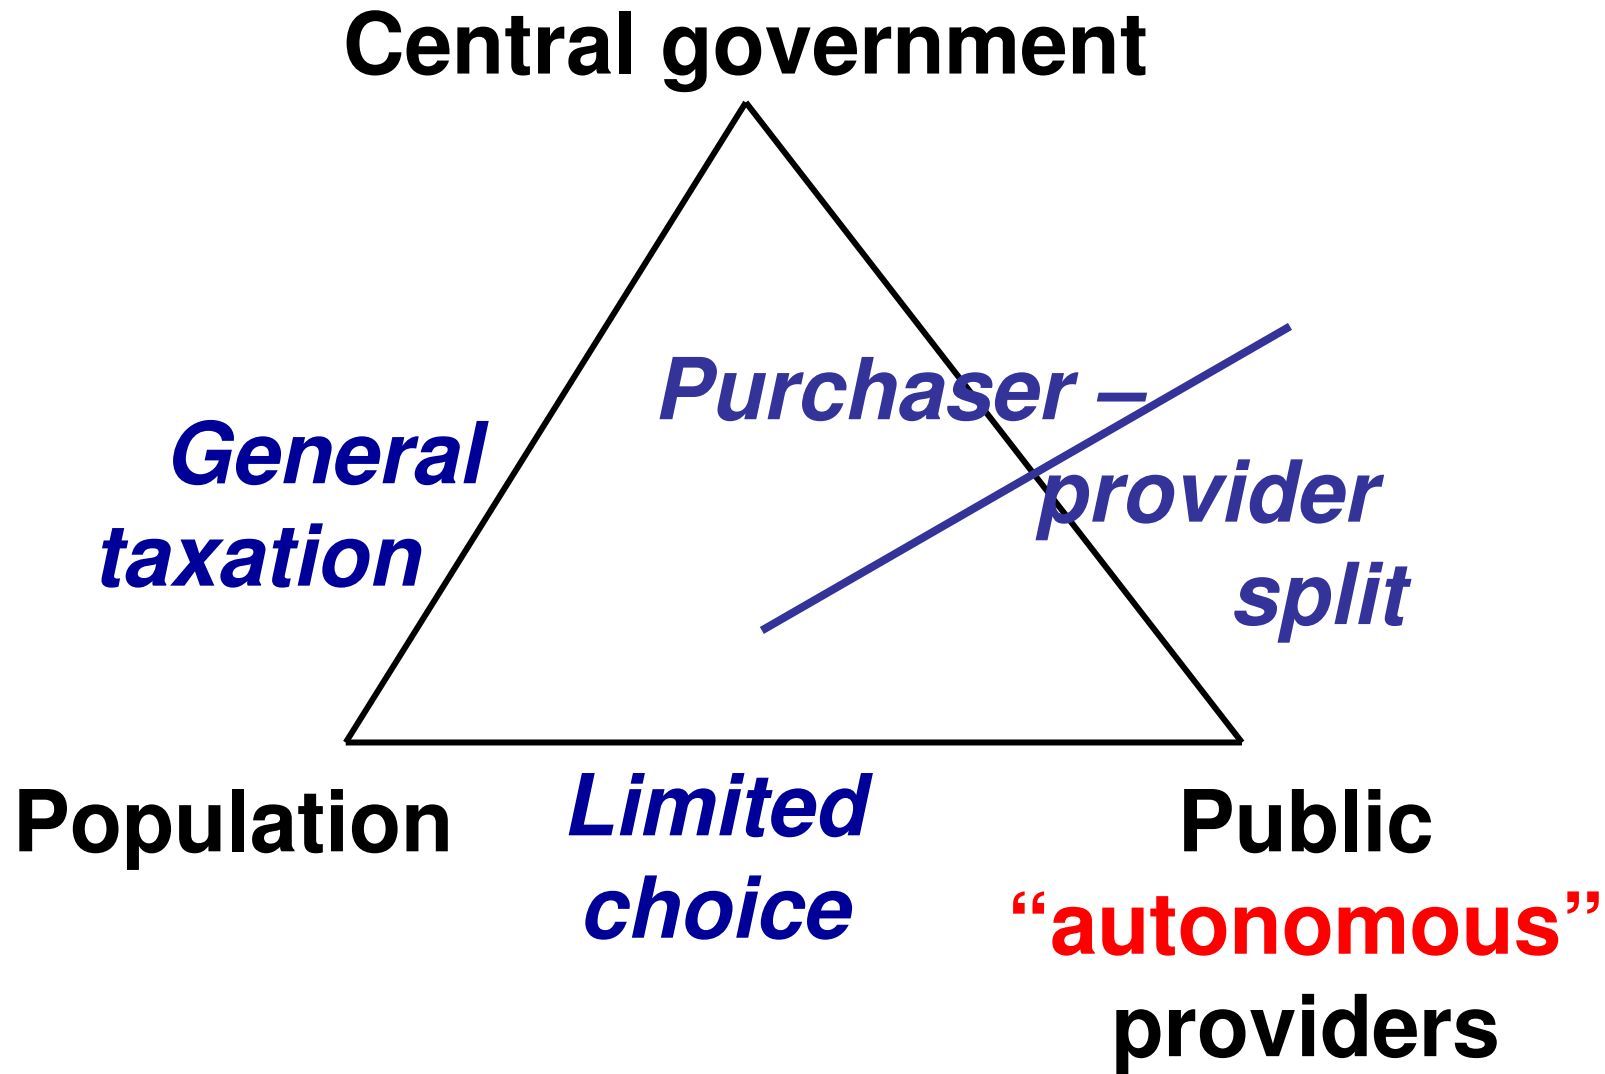 Central government
Purchaser –
General
provider
taxation
split
Limited
Population
Public
choice
“autonomous”
providers